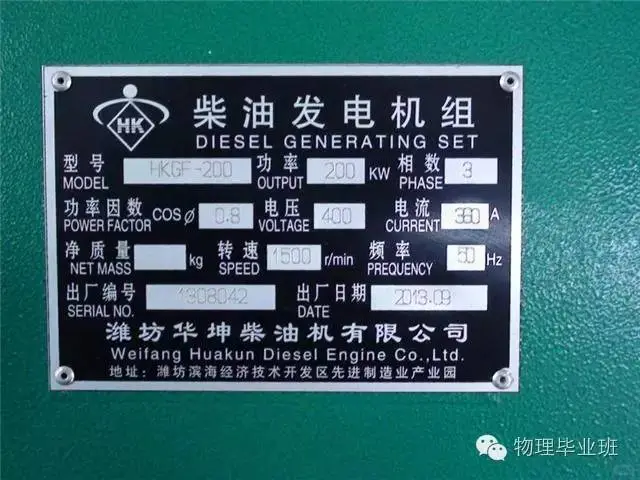 HK
柴油发电机组
DIESEL GENERATING SET
型号 HKGF-200 功率 200 KW 相数 3
MODEL OUTPUT PHASE
功率因数 COSφ 0.8 电压 400 电流 360 A
POWER FACTOR VOLTAGE CURRENT
净质量 kg 转速 1500 r/min 频率 50 Hz
NET MASS SPEED FREQUENCY
出厂编号 1308042 出厂日期 2013.09
SERIAL NO. DATE
潍坊华坤柴油机有限公司
Weifang Huakun Diesel Engine Co.,Ltd.
地址:潍坊滨海经济技术开发区先进制造业产业园
物理毕业班